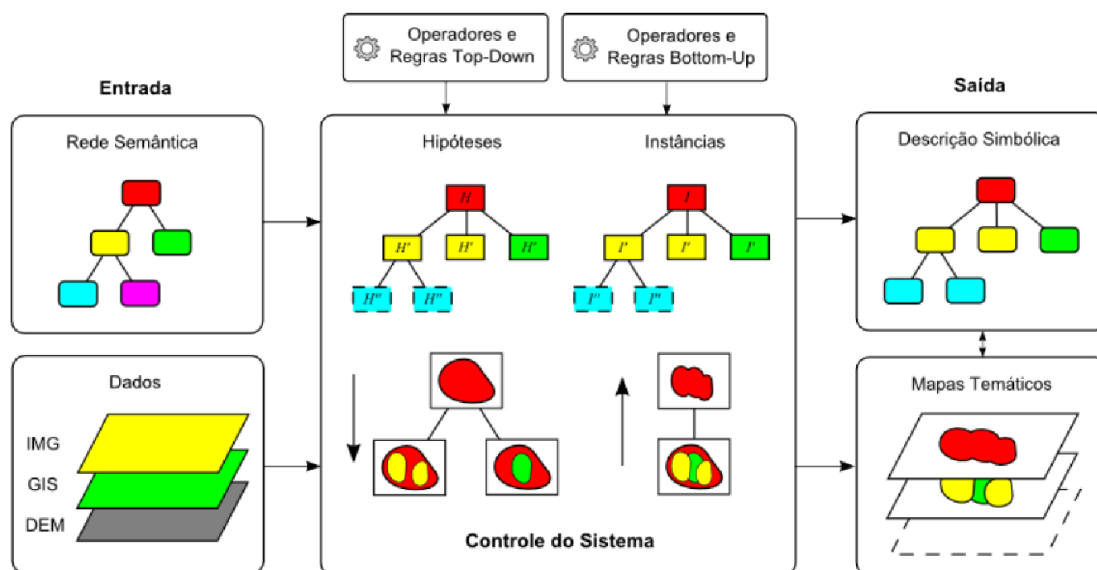 Operadores e
Regras Top-Down
Operadores e
Regras Bottom-Up
Entrada
Saída
Rede Semântica
Hipóteses
Instâncias
Descrição Simbólica
H
I
H' H' H'
I' I' I'
H'' H''
I'' I''
Dados
Mapas Temáticos
IMG
GIS
DEM
Controle do Sistema